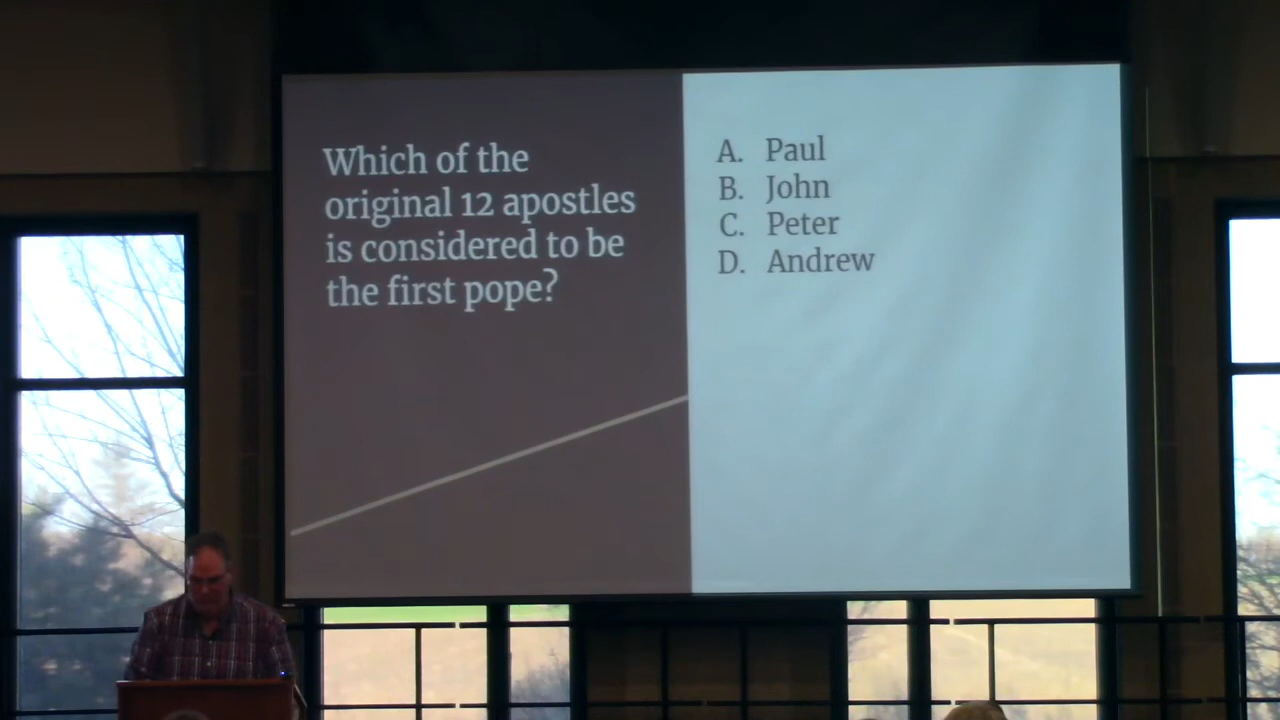 Which of the
original 12 apostles
is considered to be
the first pope?
A. Paul
B. John
C. Peter
D. Andrew